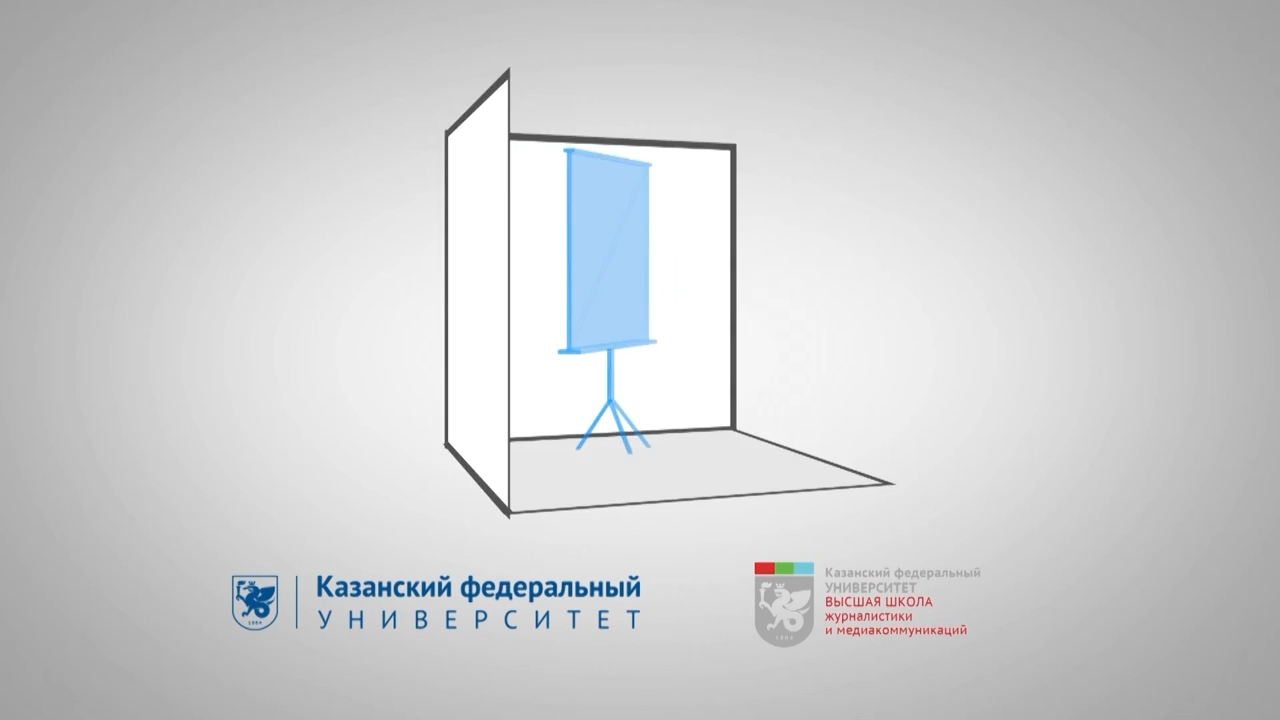 Казанский федеральный
УНИВЕРСИТЕТ
Казанский федеральный
УНИВЕРСИТЕТ
ВЫСШАЯ ШКОЛА
журналистики
и медиакоммуникаций